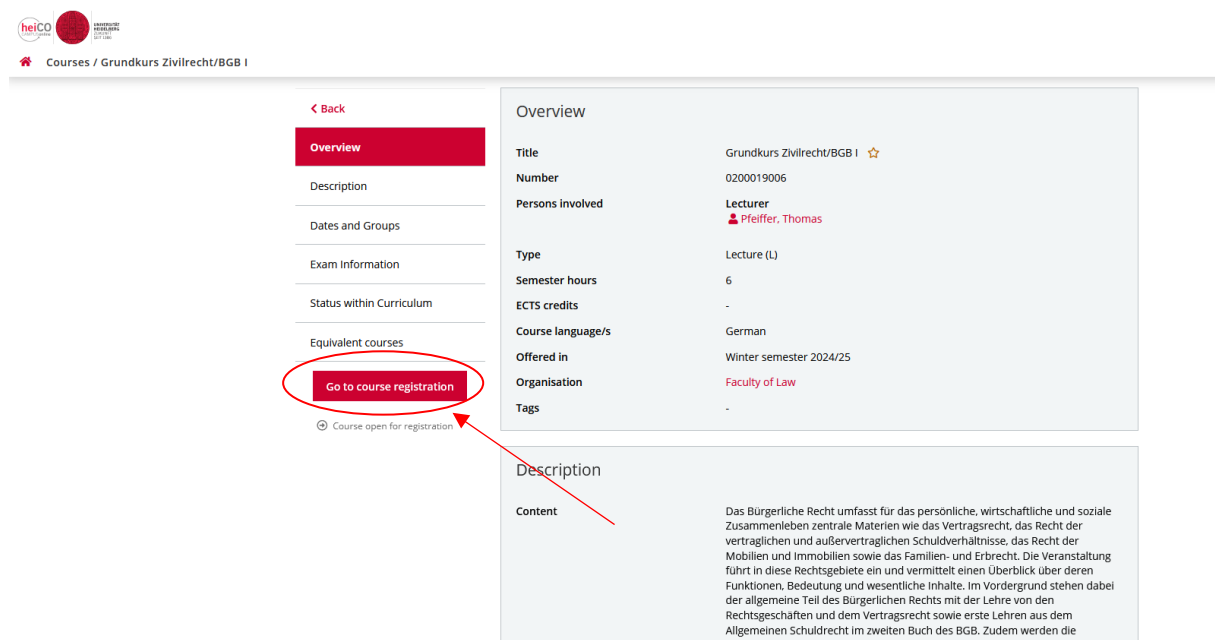 heiCO
UNIVERSITÄT
HEIDELBERG
ZUKUNFT
SEIT 1386
Courses / Grundkurs Zivilrecht/BGB I
Back
Overview
Description
Dates and Groups
Exam Information
Status within Curriculum
Equivalent courses
Go to course registration
Course open for registration
Overview
Title Grundkurs Zivilrecht/BGB I
Number 0200019006
Persons involved Lecturer
Pfeiffer, Thomas
Type Lecture (L)
Semester hours 6
ECTS credits -
Course language/s German
Offered in Winter semester 2024/25
Organisation Faculty of Law
Tags -
Description
Content Das Bürgerliche Recht umfasst für das persönliche, wirtschaftliche und soziale
Zusammenleben zentrale Materien wie das Vertragsrecht, das Recht der
vertraglichen und außervertraglichen Schuldverhältnisse, das Recht der
Mobilien und Immobilien sowie das Familien- und Erbrecht. Die Veranstaltung
führt in diese Rechtsgebiete ein und vermittelt einen Überblick über deren
Funktionen, Bedeutung und wesentliche Inhalte. Im Vordergrund stehen dabei
der allgemeine Teil des Bürgerlichen Rechts mit der Lehre von den
Rechtsgeschäften und dem Vertragsrecht sowie erste Lehren aus dem
Allgemeinen Schuldrecht im zweiten Buch des BGB. Zudem werden die